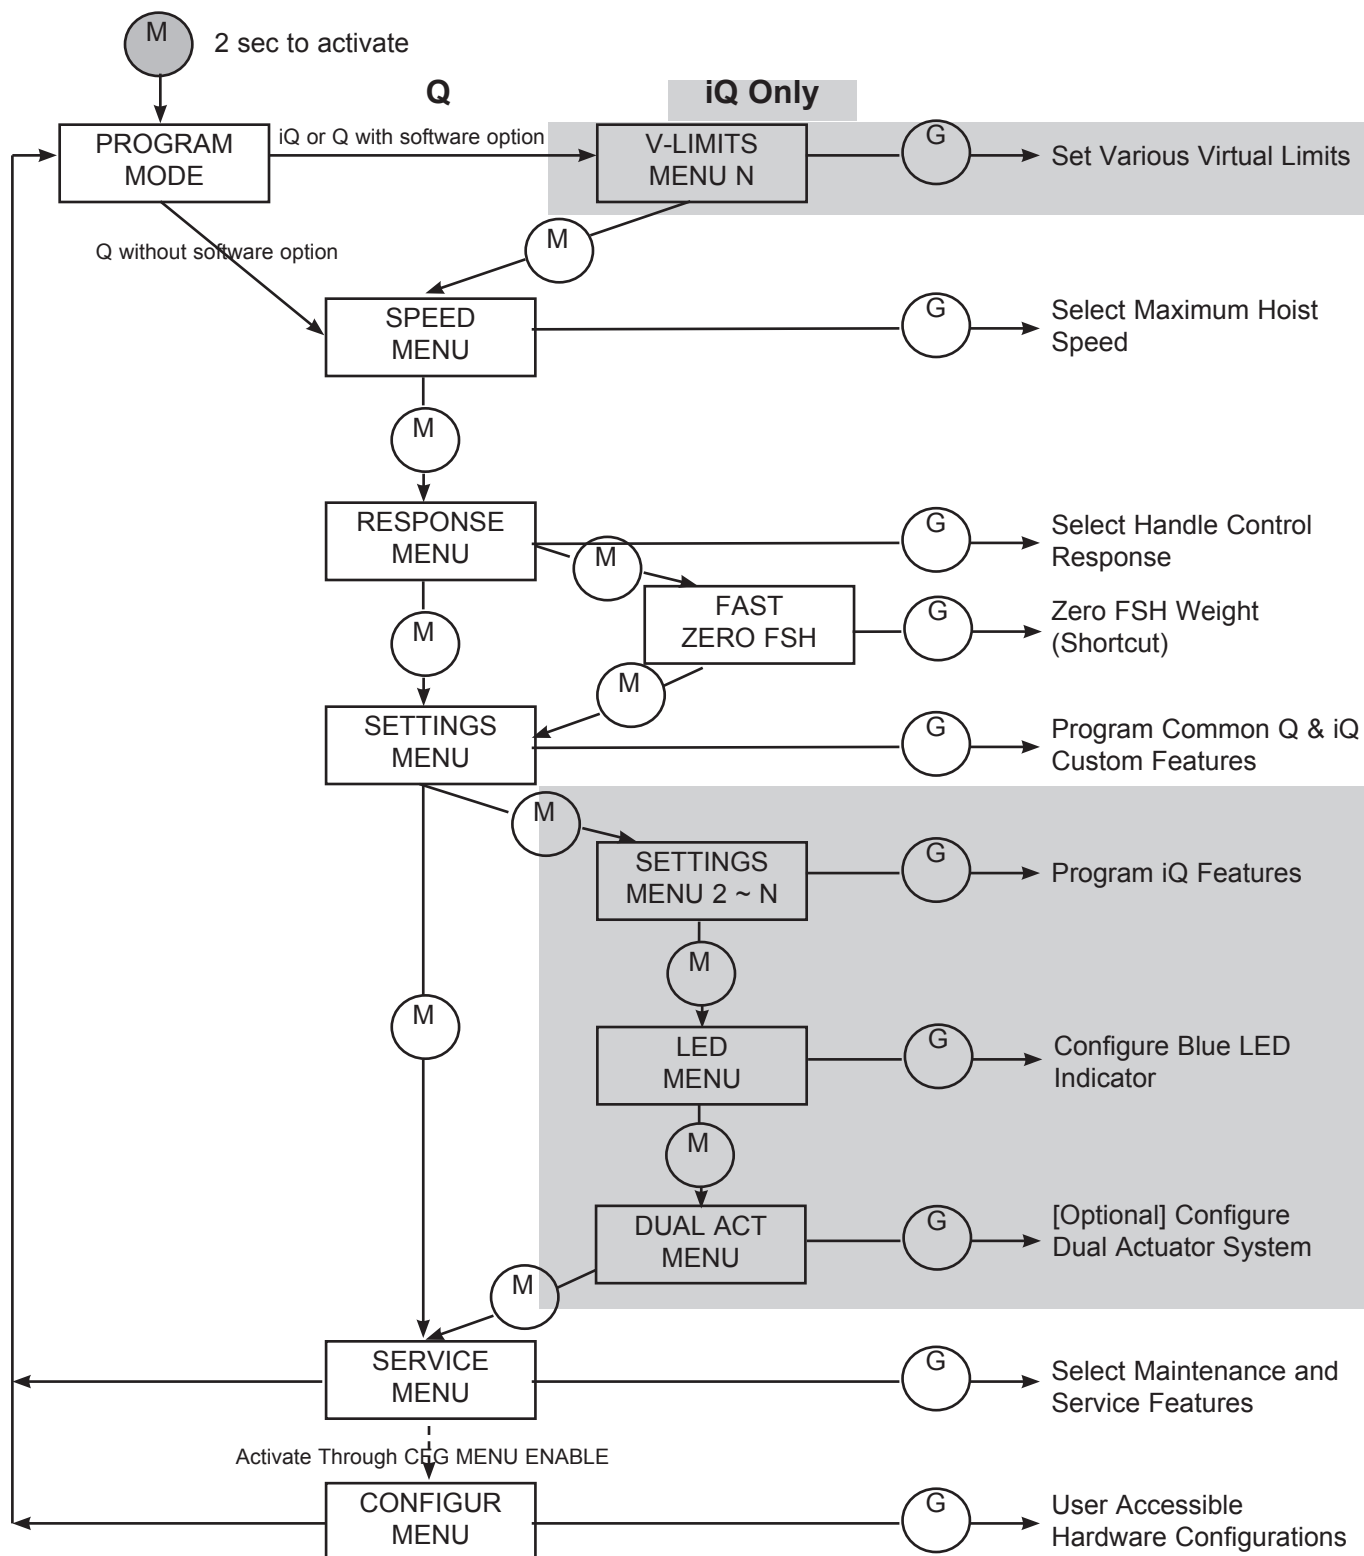 M
2 sec to activate
Q
iQ Only
PROGRAM
MODE
iQ or Q with software option
V-LIMITS
MENU N
G
Set Various Virtual Limits
Q without software option
M
SPEED
MENU
G
Select Maximum Hoist
Speed
M
RESPONSE
MENU
G
Select Handle Control
Response
M
FAST
ZERO FSH
G
Zero FSH Weight
(Shortcut)
M
M
SETTINGS
MENU
G
Program Common Q & iQ
Custom Features
M
SETTINGS
MENU 2 ~ N
G
Program iQ Features
M
M
LED
MENU
G
Configure Blue LED
Indicator
M
DUAL ACT
MENU
G
[Optional] Configure
Dual Actuator System
M
SERVICE
MENU
G
Select Maintenance and
Service Features
Activate Through CFG MENU ENABLE
CONFIGUR
MENU
G
User Accessible
Hardware Configurations